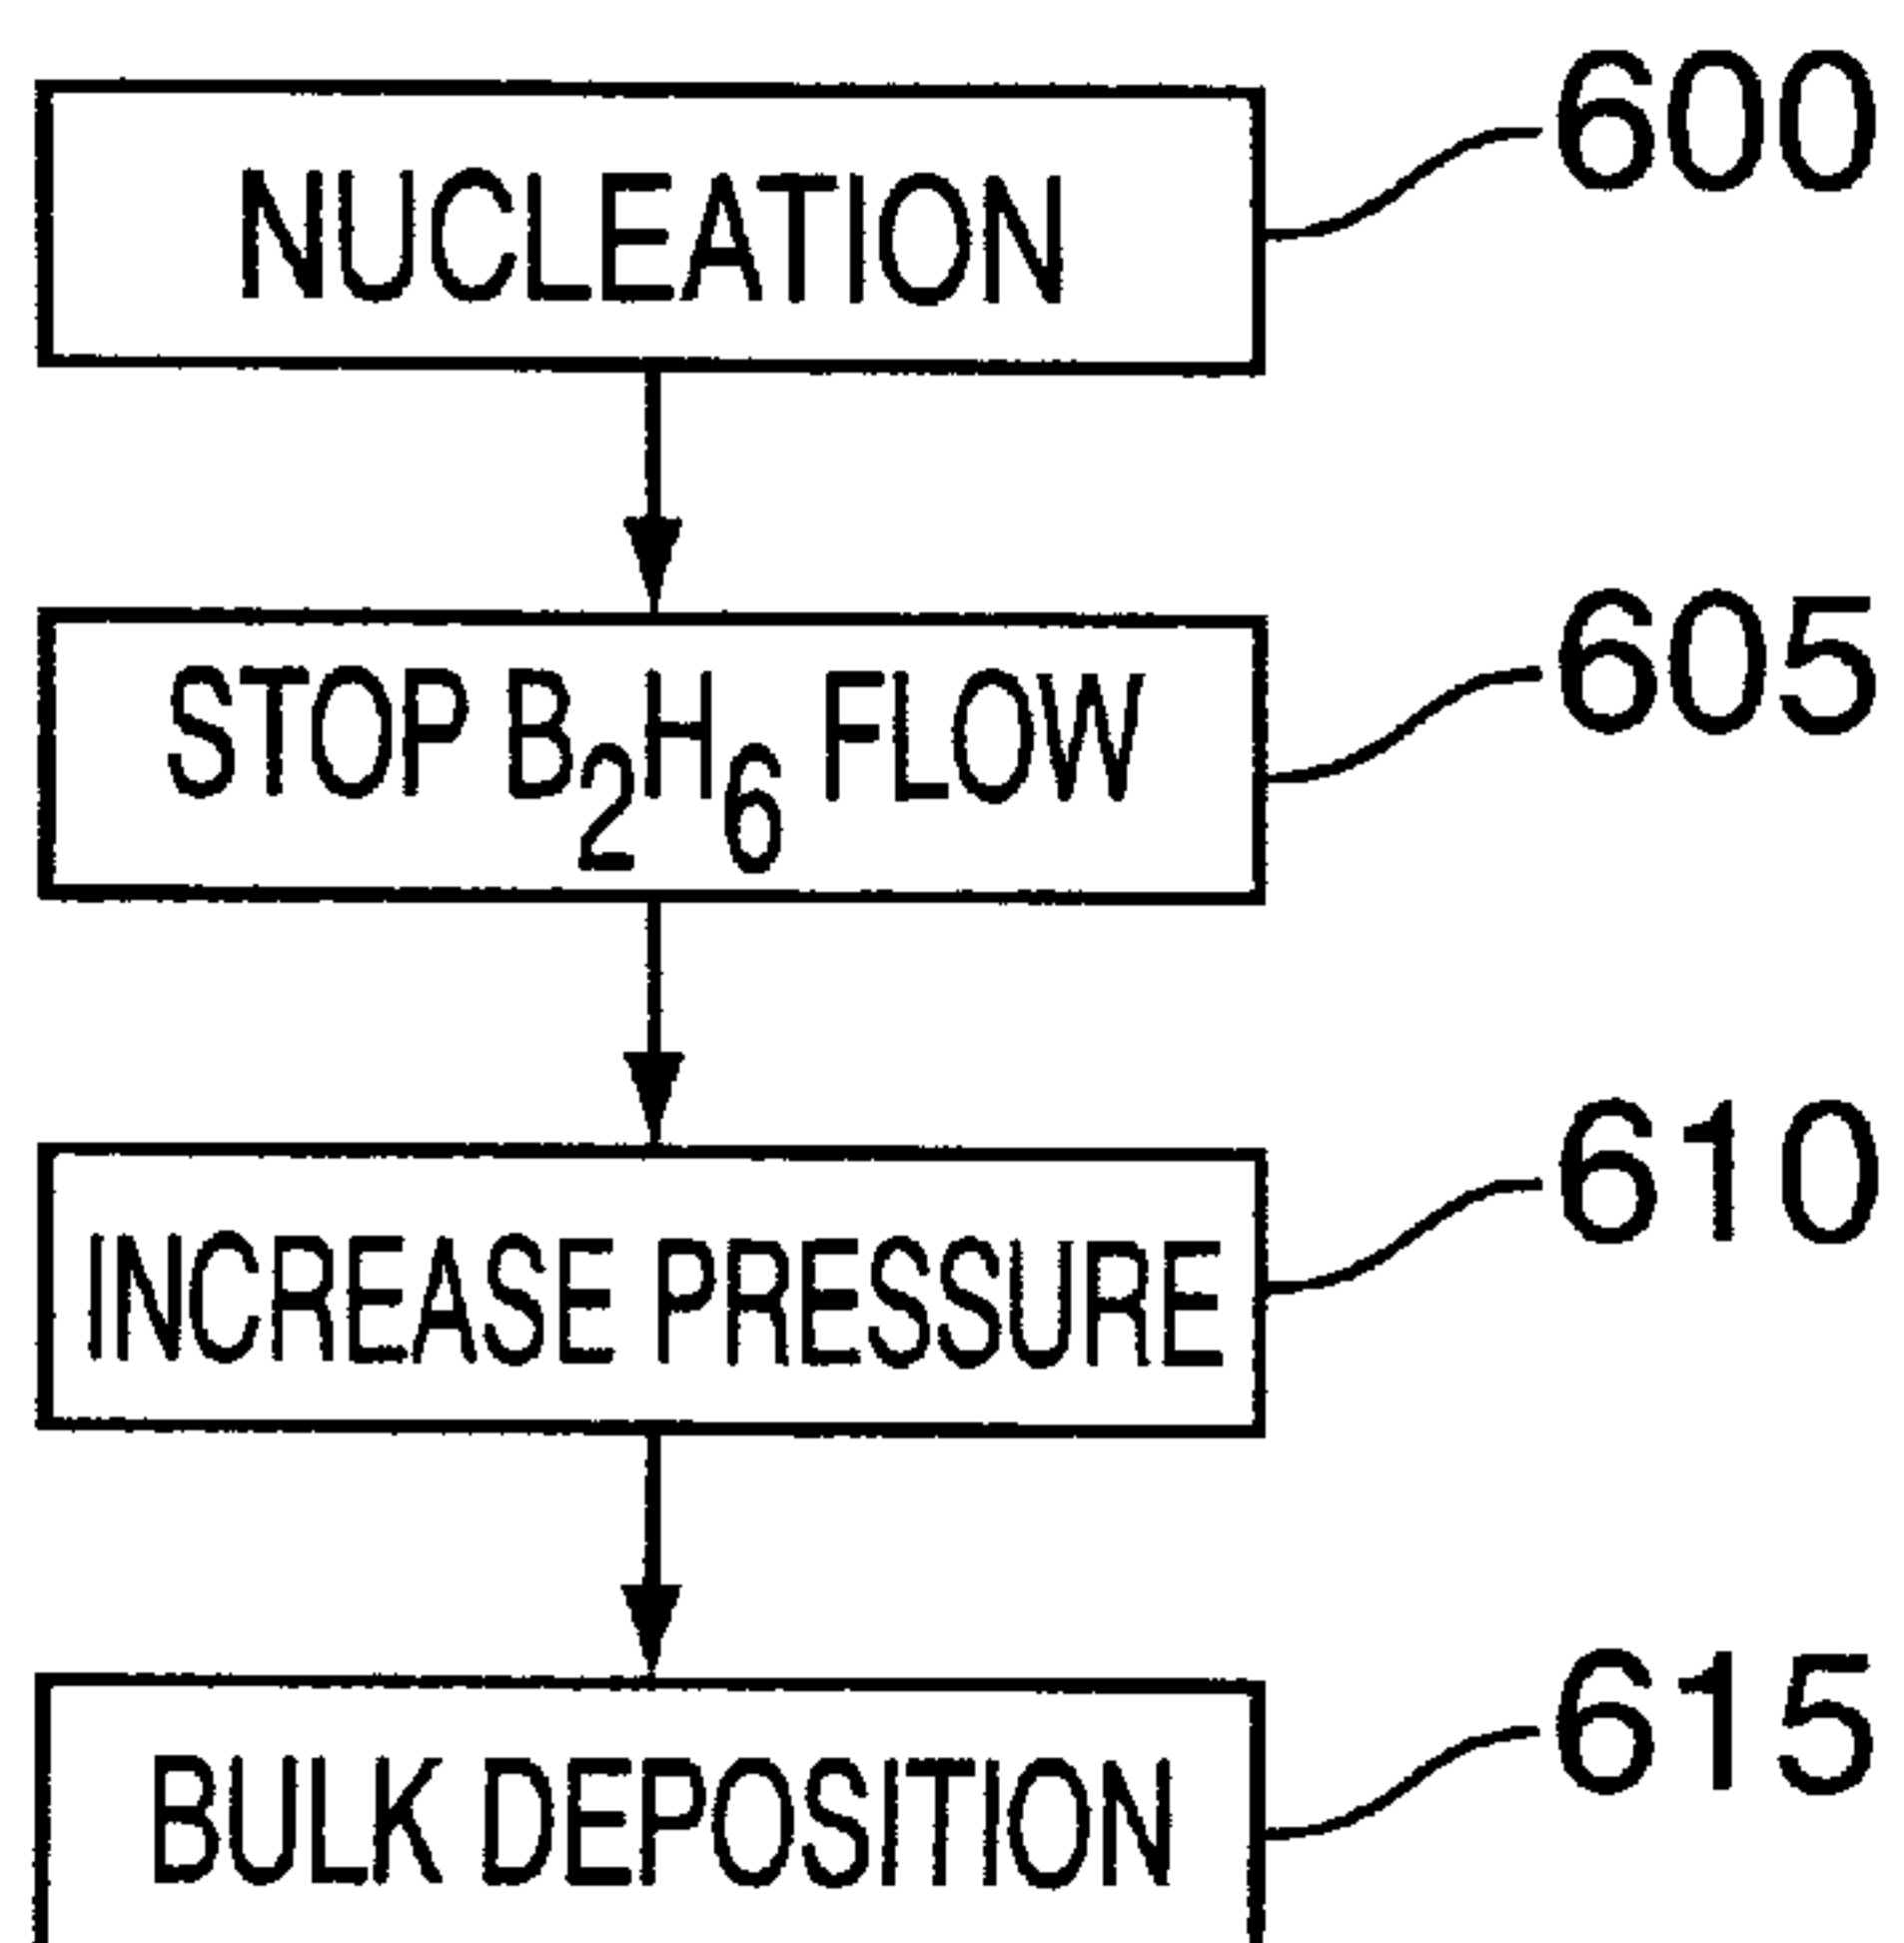 600
NUCLEATION
605
STOP B₂H₆ FLOW
610
INCREASE PRESSURE
615
BULK DEPOSITION